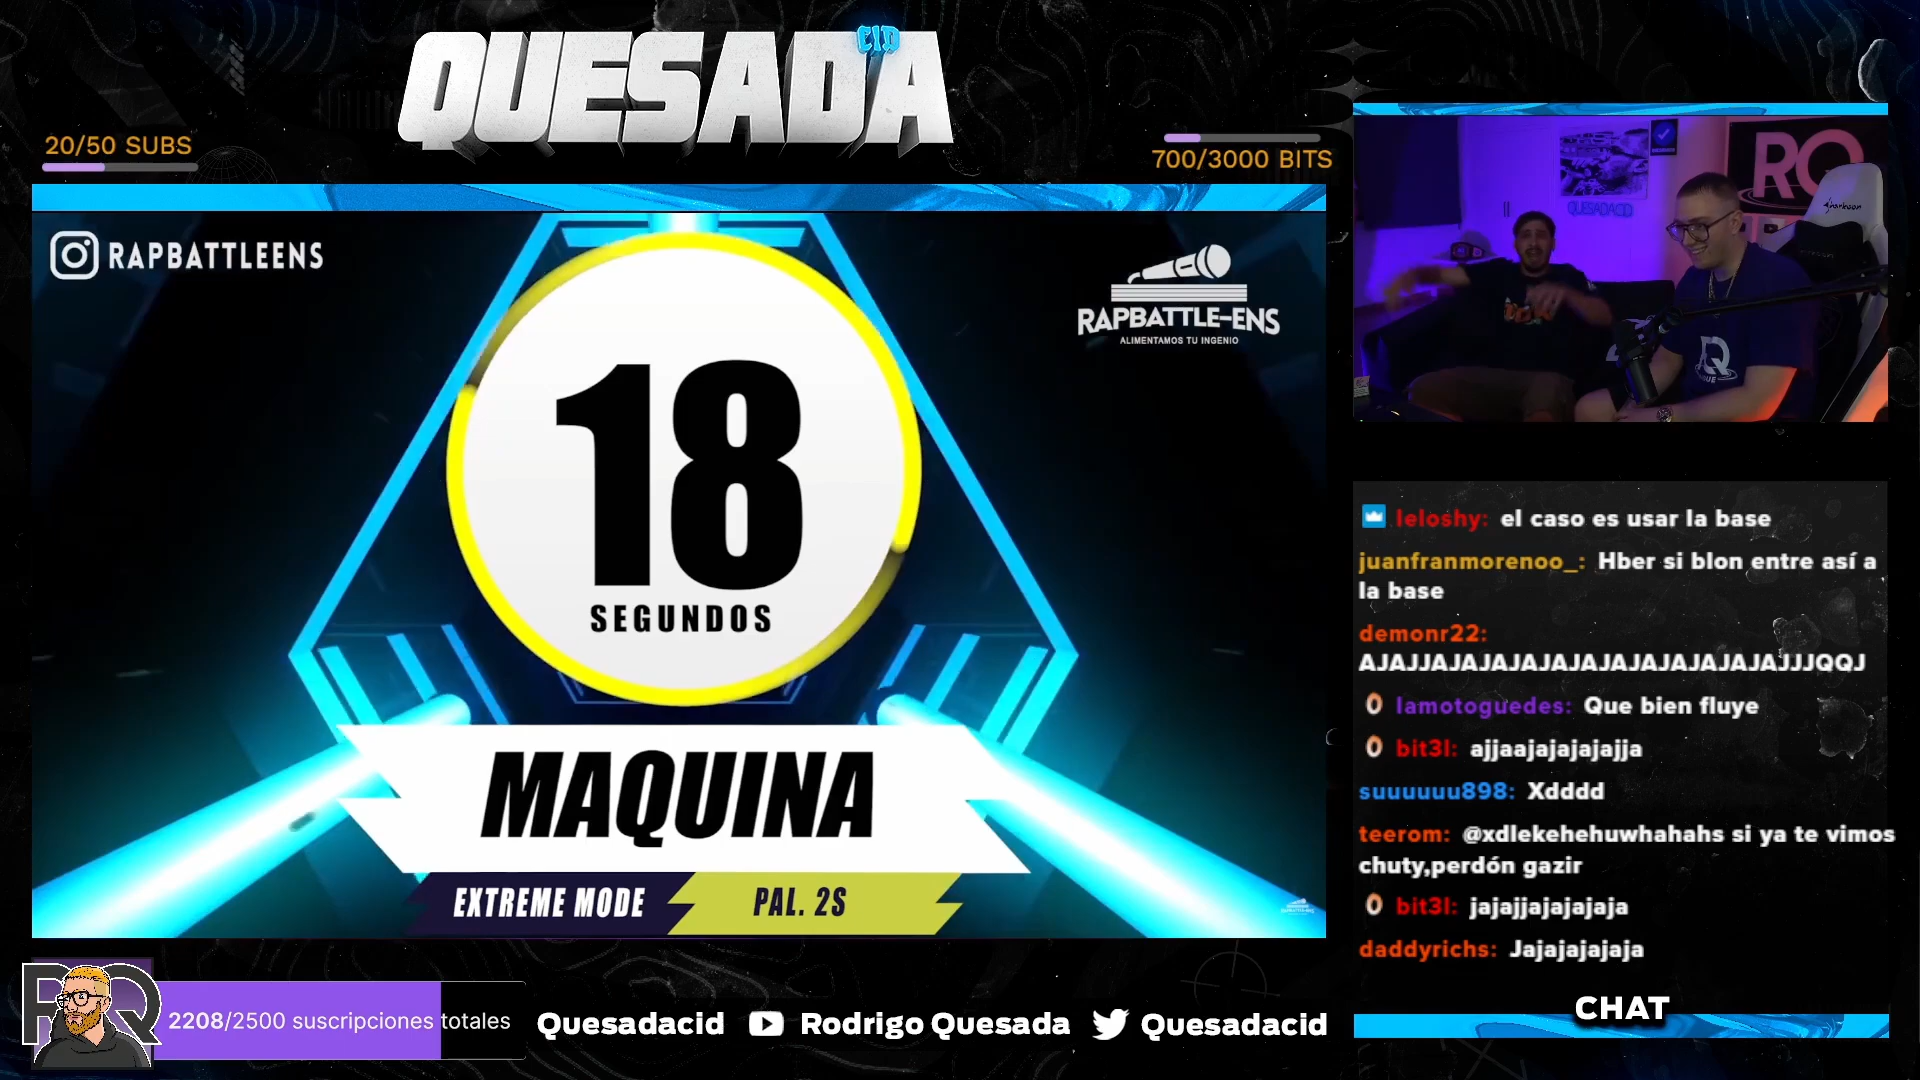 QUESADA
CID
20/50 SUBS
700/3000 BITS
RAPBATTLEENS
RAPBATTLE-ENS
ALIMENTAMOS TU INGENIO
18
SEGUNDOS
MAQUINA
EXTREME MODE
PAL. 2S
RQ
QUESADACID
leloshy: el caso es usar la base
juanfranmorenoo_: Hber si blon entre así a
la base
demonr22:
AJAJJAJAJAJAJAJAJAJAJAJAJAJAJJJQQJ
lamotoguedes: Que bien fluye
bit3l: ajjaajajajajajja
suuuuuu898: Xdddd
teerom: @xdlekehehuwhahahs si ya te vimos
chuty,perdón gazir
bit3l: jajajjajajajaja
daddyrichs: Jajajajajaja
CHAT
2208/2500 suscripciones totales
Quesadacid
Rodrigo Quesada
Quesadacid